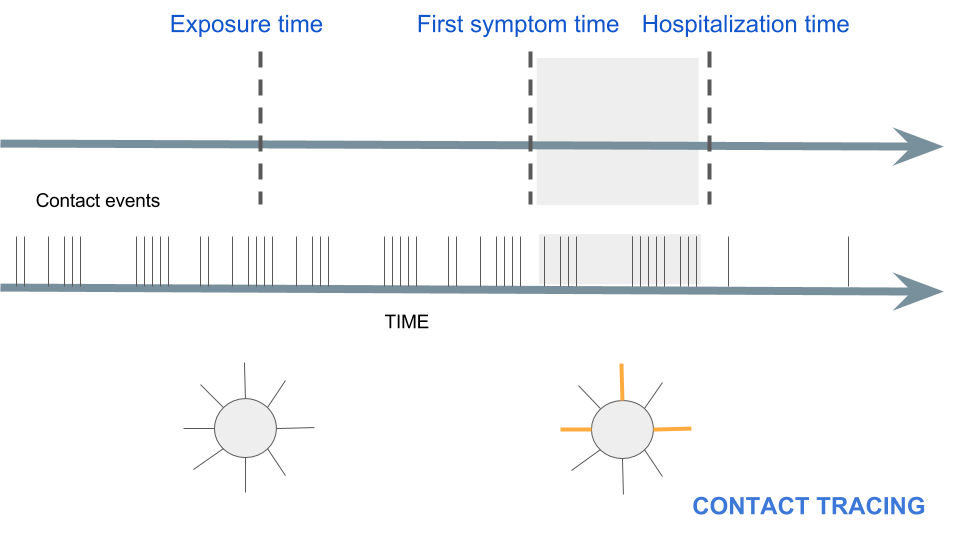 Exposure time
First symptom time
Hospitalization time
Contact events
TIME
CONTACT TRACING